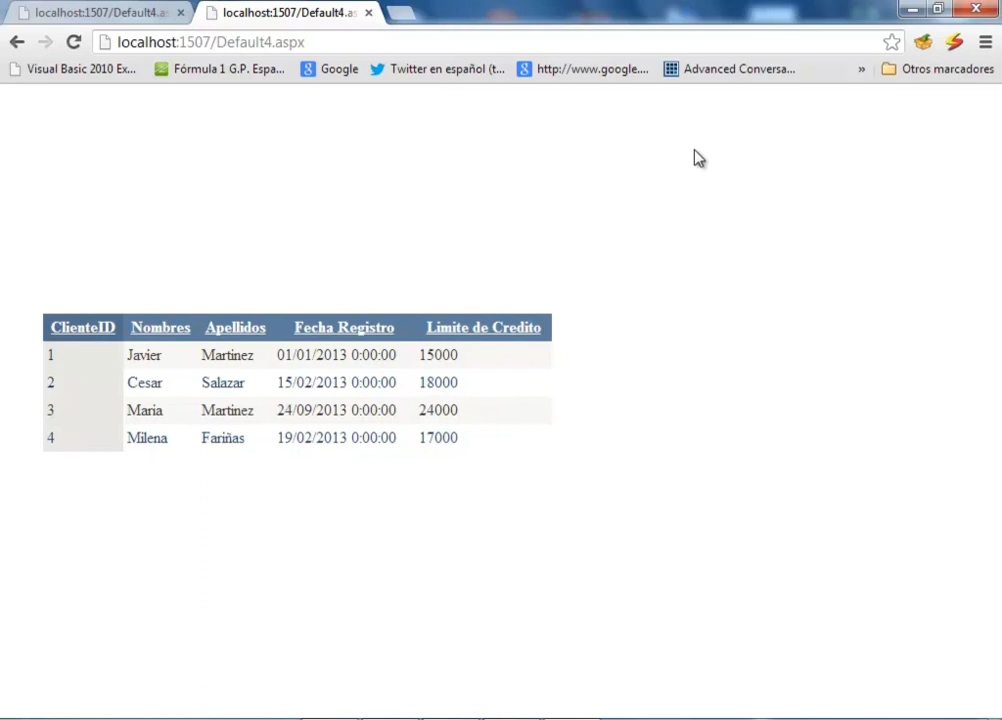 localhost:1507/Default4.as localhost:1507/Default4.as
localhost:1507/Default4.aspx
Visual Basic 2010 Ex... Fórmula 1 G.P. Espa... Google Twitter en español (t... http://www.google.... Advanced Conversa... » Otros marcadores
ClienteID Nombres Apellidos Fecha Registro Limite de Credito
1 Javier Martinez 01/01/2013 0:00:00 15000
2 Cesar Salazar 15/02/2013 0:00:00 18000
3 Maria Martinez 24/09/2013 0:00:00 24000
4 Milena Fariñas 19/02/2013 0:00:00 17000